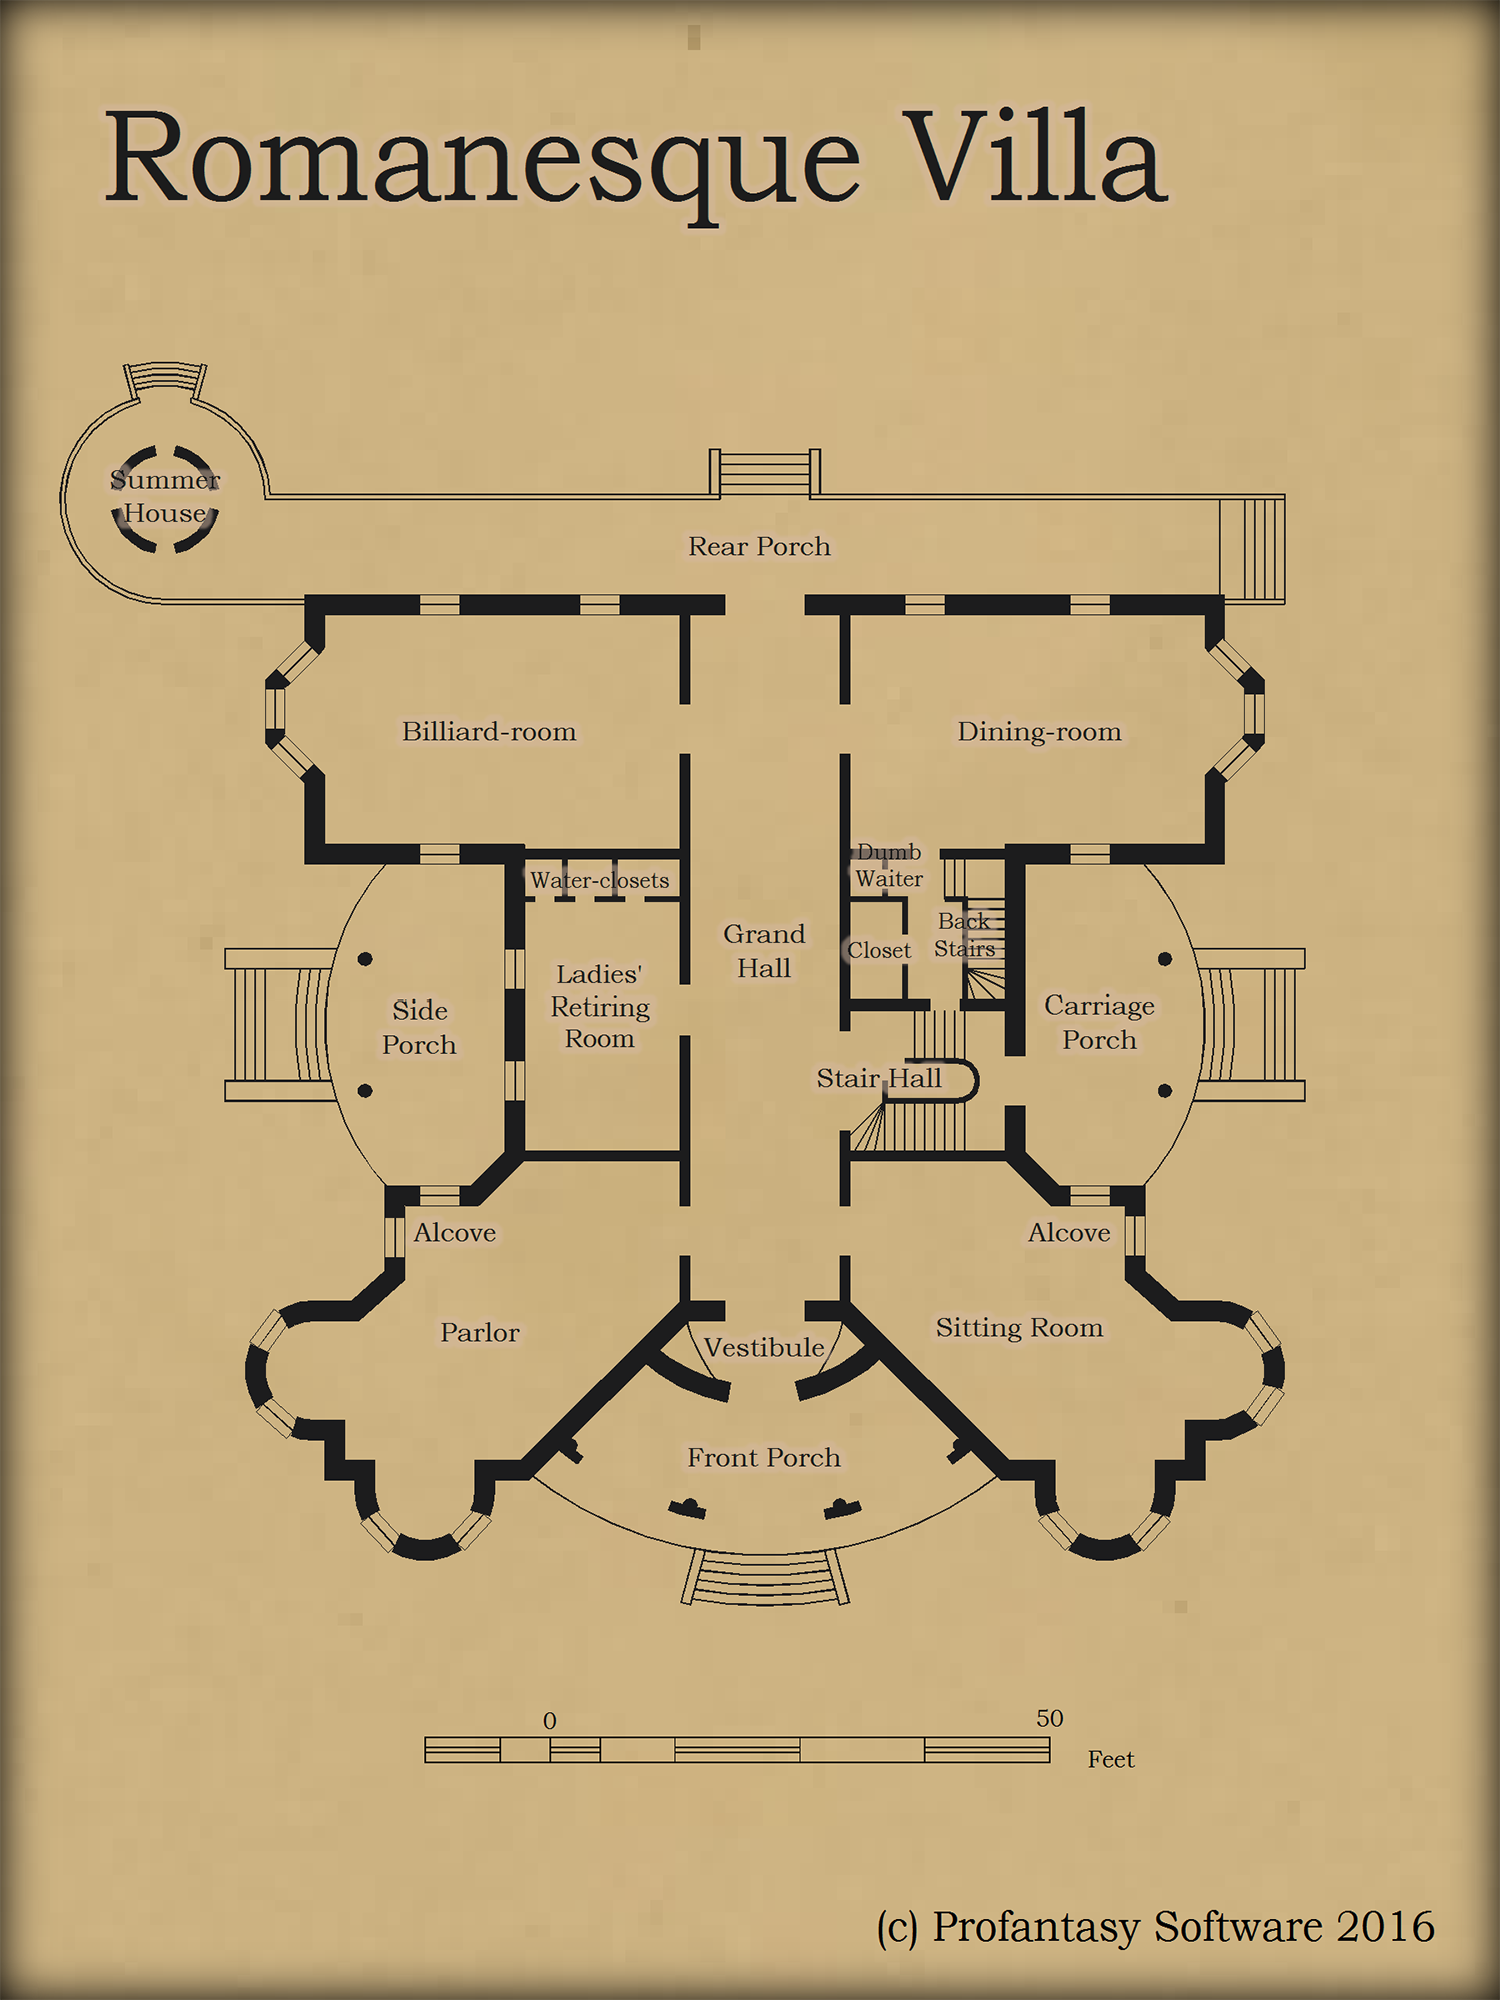 Romanesque Villa
Summer
House
Rear Porch
Billiard-room
Dining-room
Dumb
Waiter
Water-closets
Back
Stairs
Closet
Grand
Hall
Ladies'
Retiring
Room
Side
Porch
Carriage
Porch
Stair Hall
Alcove
Alcove
Parlor
Sitting Room
Vestibule
Front Porch
0
50
Feet
(c) Profantasy Software 2016